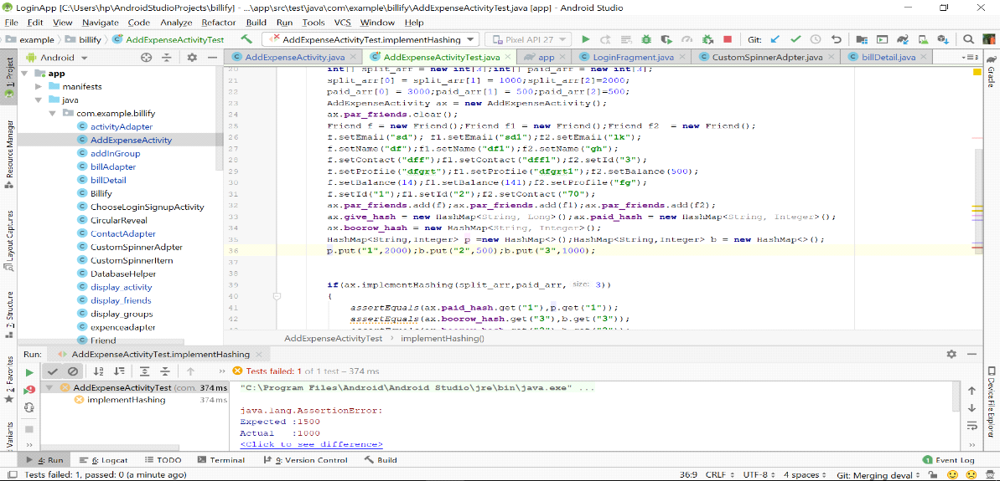 LoginApp [C:\Users\hp\AndroidStudioProjects\billify] - ...\app\src\test\java\com\example\billify\AddExpenseActivityTest.java [app] - Android Studio
File Edit View Navigate Code Analyze Refactor Build Run Tools VCS Window Help
example billify AddExpenseActivityTest AddExpenseActivityTest.implementHashing Pixel API 27 Git:
Android AddExpenseActivity.java AddExpenseActivityTest.java app LoginFragment.java CustomSpinnerAdpter.java billDetail.java 3
1: Project
Resource Manager
Layout Captures
7: Structure
2: Favorites
Variants
Gradle
Device File Explorer
app
manifests
java
com.example.billify
activityAdapter
AddExpenseActivity
addInGroup
billAdapter
billDetail
Billify
ChooseLoginSignupActivity
CircularReveal
ContactAdapter
CustomSpinnerAdpter
CustomSpinnerItem
DatabaseHelper
display_activity
display_friends
display_groups
expenceadapter
Friend
20 int[] split_arr = new int[3];int[] paid_arr = new int[3];
21 split_arr[0] = split_arr[1] = 1000;split_arr[2]=2000;
22 paid_arr[0] = 3000;paid_arr[1] = 500;paid_arr[2]=500;
23 AddExpenseActivity ax = new AddExpenseActivity();
24 ax.par_friends.clear();
25 Friend f = new Friend();Friend f1 = new Friend();Friend f2 = new Friend();
26 f.setEmail("sd"); f1.setEmail("sd1");f2.setEmail("lk");
27 f.setName("df");f1.setName("df1");f2.setName("gh");
28 f.setContact("dff");f1.setContact("dff1");f2.setId("3");
29 f.setProfile("dfgrt");f1.setProfile("dfgrt1");f2.setBalance(500);
30 f.setBalance(14);f1.setBalance(141);f2.setProfile("fg");
31 f.setId("1");f1.setId("2");f2.setContact("70");
32 ax.par_friends.add(f);ax.par_friends.add(f1);ax.par_friends.add(f2);
33 ax.give_hash = new HashMap<String, Long>();ax.paid_hash = new HashMap<String, Integer>();
34 ax.boorow_hash = new HashMap<String, Integer>();
35 HashMap<String,Integer> p =new HashMap<>();HashMap<String,Integer> b = new HashMap<>();
36 p.put("1",2000);b.put("2",500);b.put("3",1000);
37
38
39 if(ax.implementHashing(split_arr,paid_arr, size: 3))
40 {
41 assertEquals(ax.paid_hash.get("1"),p.get("1"));
42 assertEquals(ax.boorow_hash.get("3"),b.get("3"));
AddExpenseActivityTest implementHashing()
Run: AddExpenseActivityTest.implementHashing
Tests failed: 1 of 1 test – 374 ms
AddExpenseActivityTest (com. 374 ms
implementHashing 374 ms
"C:\Program Files\Android\Android Studio\jre\bin\java.exe" ...
java.lang.AssertionError:
Expected :1500
Actual :1000
<Click to see difference>
4: Run 6: Logcat TODO Terminal 9: Version Control Build 1 Event Log
Tests failed: 1, passed: 0 (a minute ago) 36:9 CRLF UTF-8 4 spaces Git: Merging deval